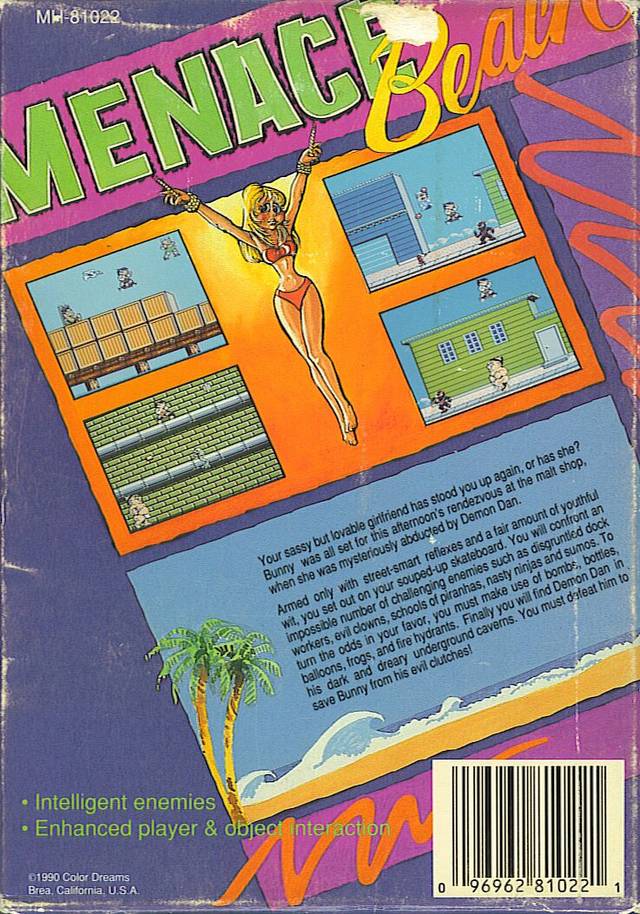 MH-81022
MENACE
Beach
Your sassy but lovable girlfriend has stood you up again, or has she?
Bunny was all set for this afternoon's rendezvous at the malt shop,
when she was mysteriously abducted by Demon Dan.
Armed only with street-smart reflexes and a fair amount of youthful
wit, you set out on your souped-up skateboard. You will confront an
impossible number of challenging enemies such as disgruntled dock
workers, evil clowns, schools of piranhas, nasty ninjas and sumos. To
turn the odds in your favor, you must make use of bombs, bottles,
balloons, frogs, and fire hydrants. Finally you will find Demon Dan in
his dark and dreary underground caverns. You must defeat him to
save Bunny from his evil clutches!
• Intelligent enemies
• Enhanced player & object interaction
©1990 Color Dreams
Brea, California, U.S.A.
0 96962 81022 1